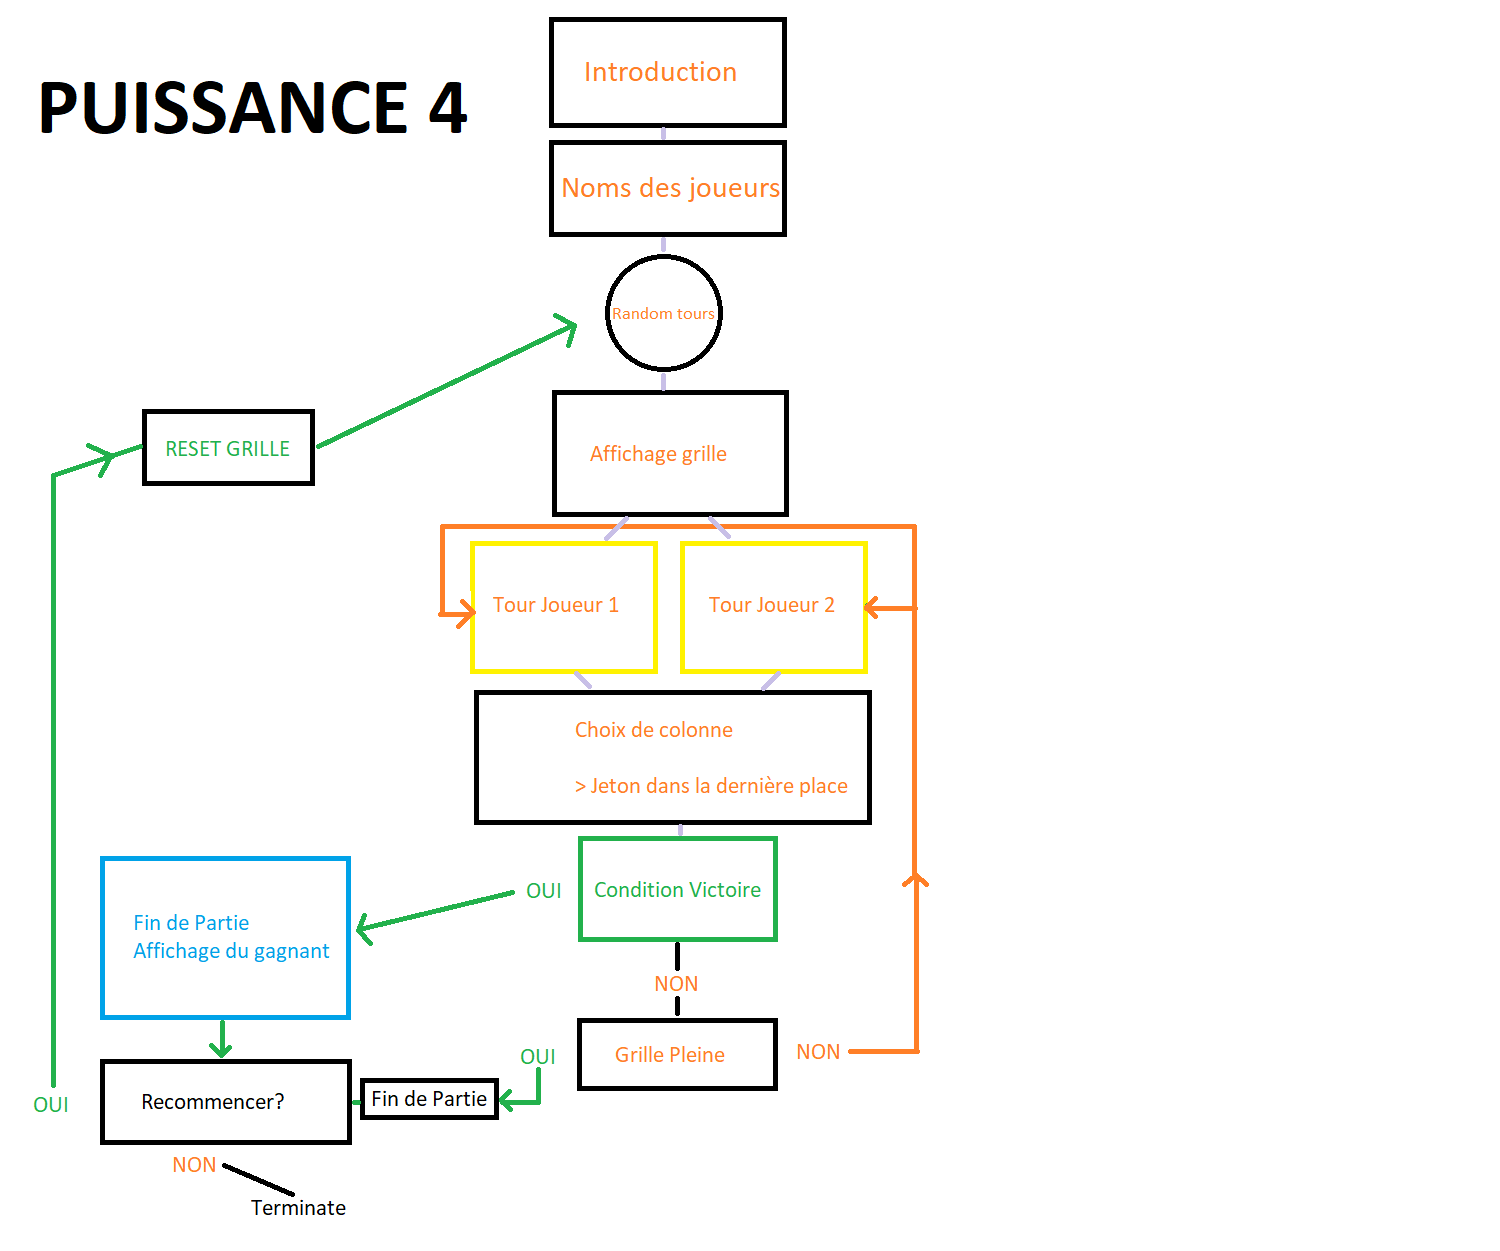 PUISSANCE 4
Introduction
Noms des joueurs
Random tours
Affichage grille
RESET GRILLE
Tour Joueur 1
Tour Joueur 2
Choix de colonne
> Jeton dans la dernière place
Condition Victoire
OUI
Fin de Partie
Affichage du gagnant
NON
Grille Pleine
NON
OUI
Fin de Partie
Recommencer?
OUI
NON
Terminate